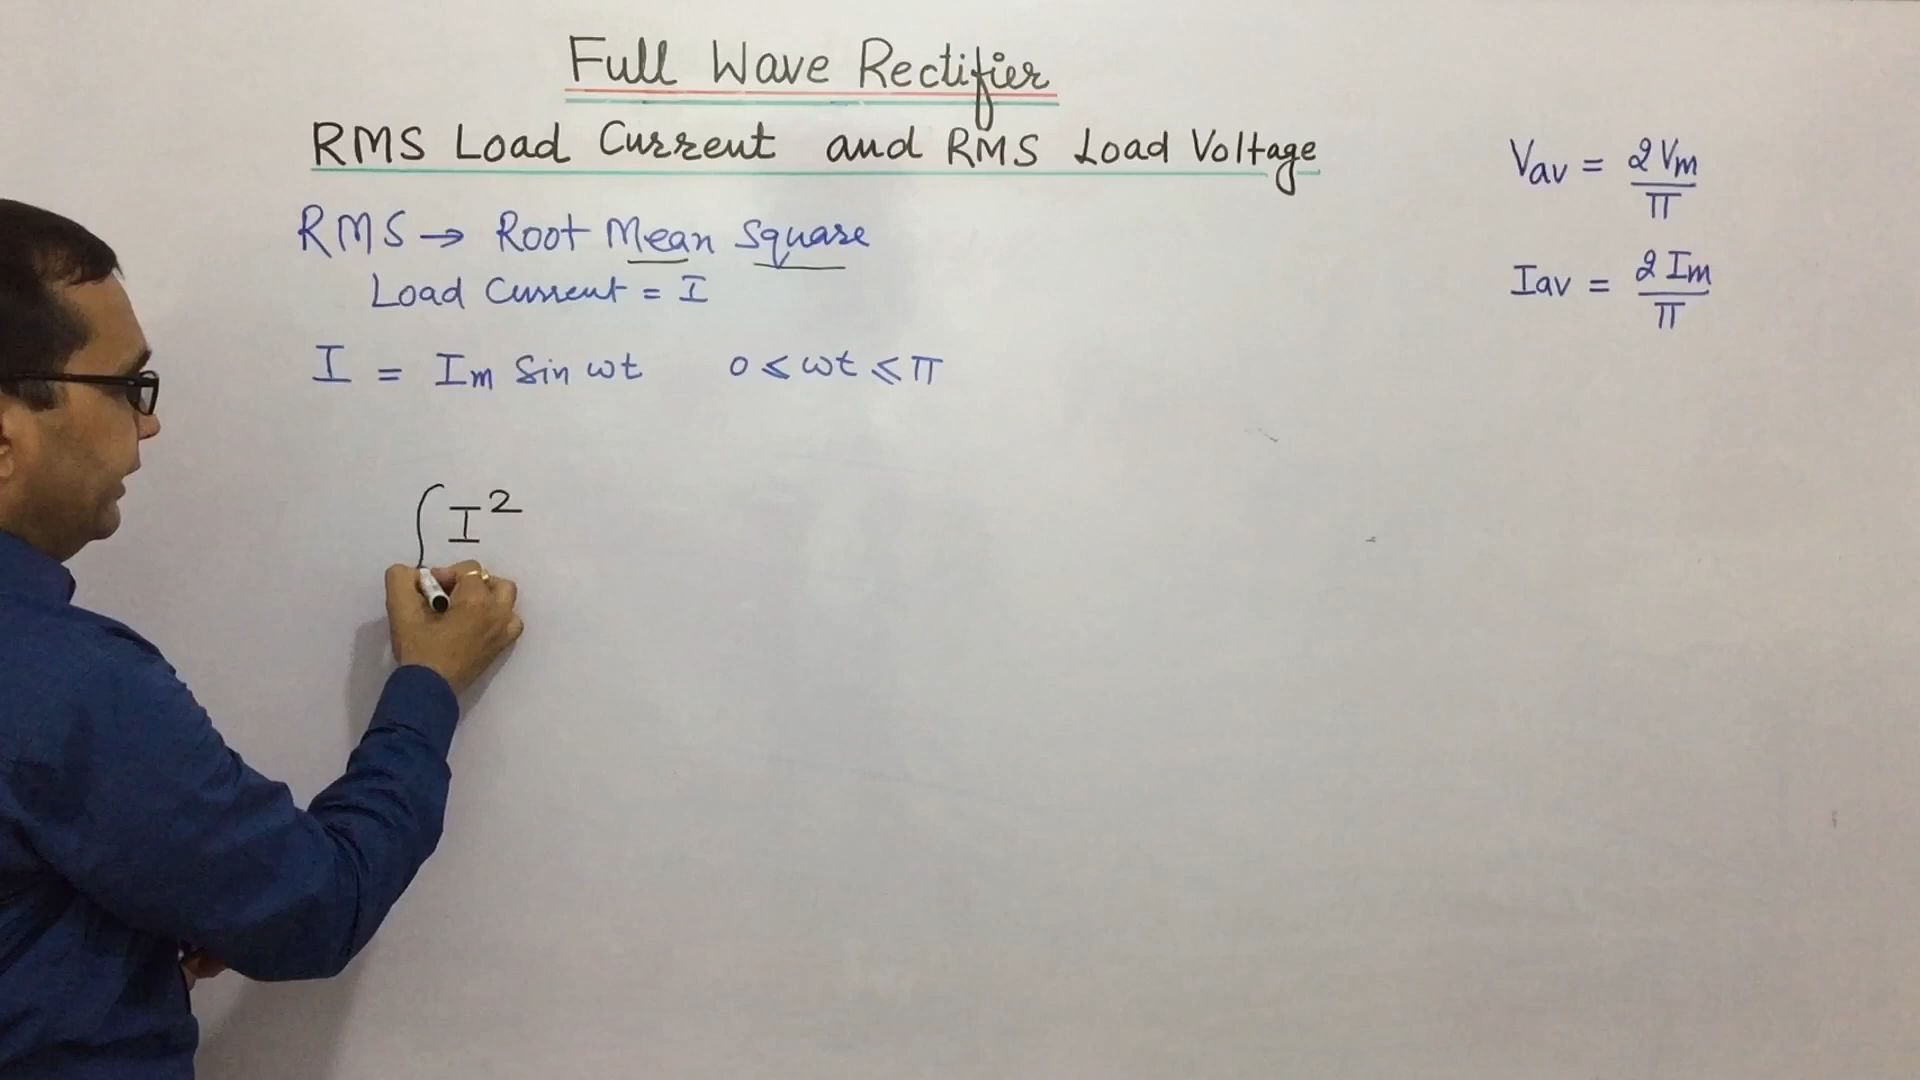 Full Wave Rectifier
RMS Load Current and RMS Load Voltage
RMS → Root Mean Square
Load Current = I
I = Im Sin ωt 0 ≤ ωt ≤ π
∫ I²
Vav = 2Vm / π
Iav = 2Im / π